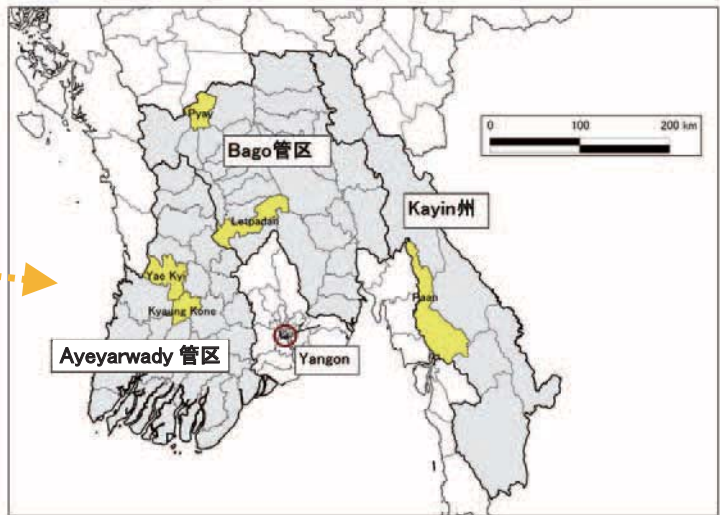 Pyay
0 100 200 km
Bago管区
Kayin州
Letpadan
Yae Kyi
Paan
Kyaung Kone
Ayeyarwady 管区
Yangon